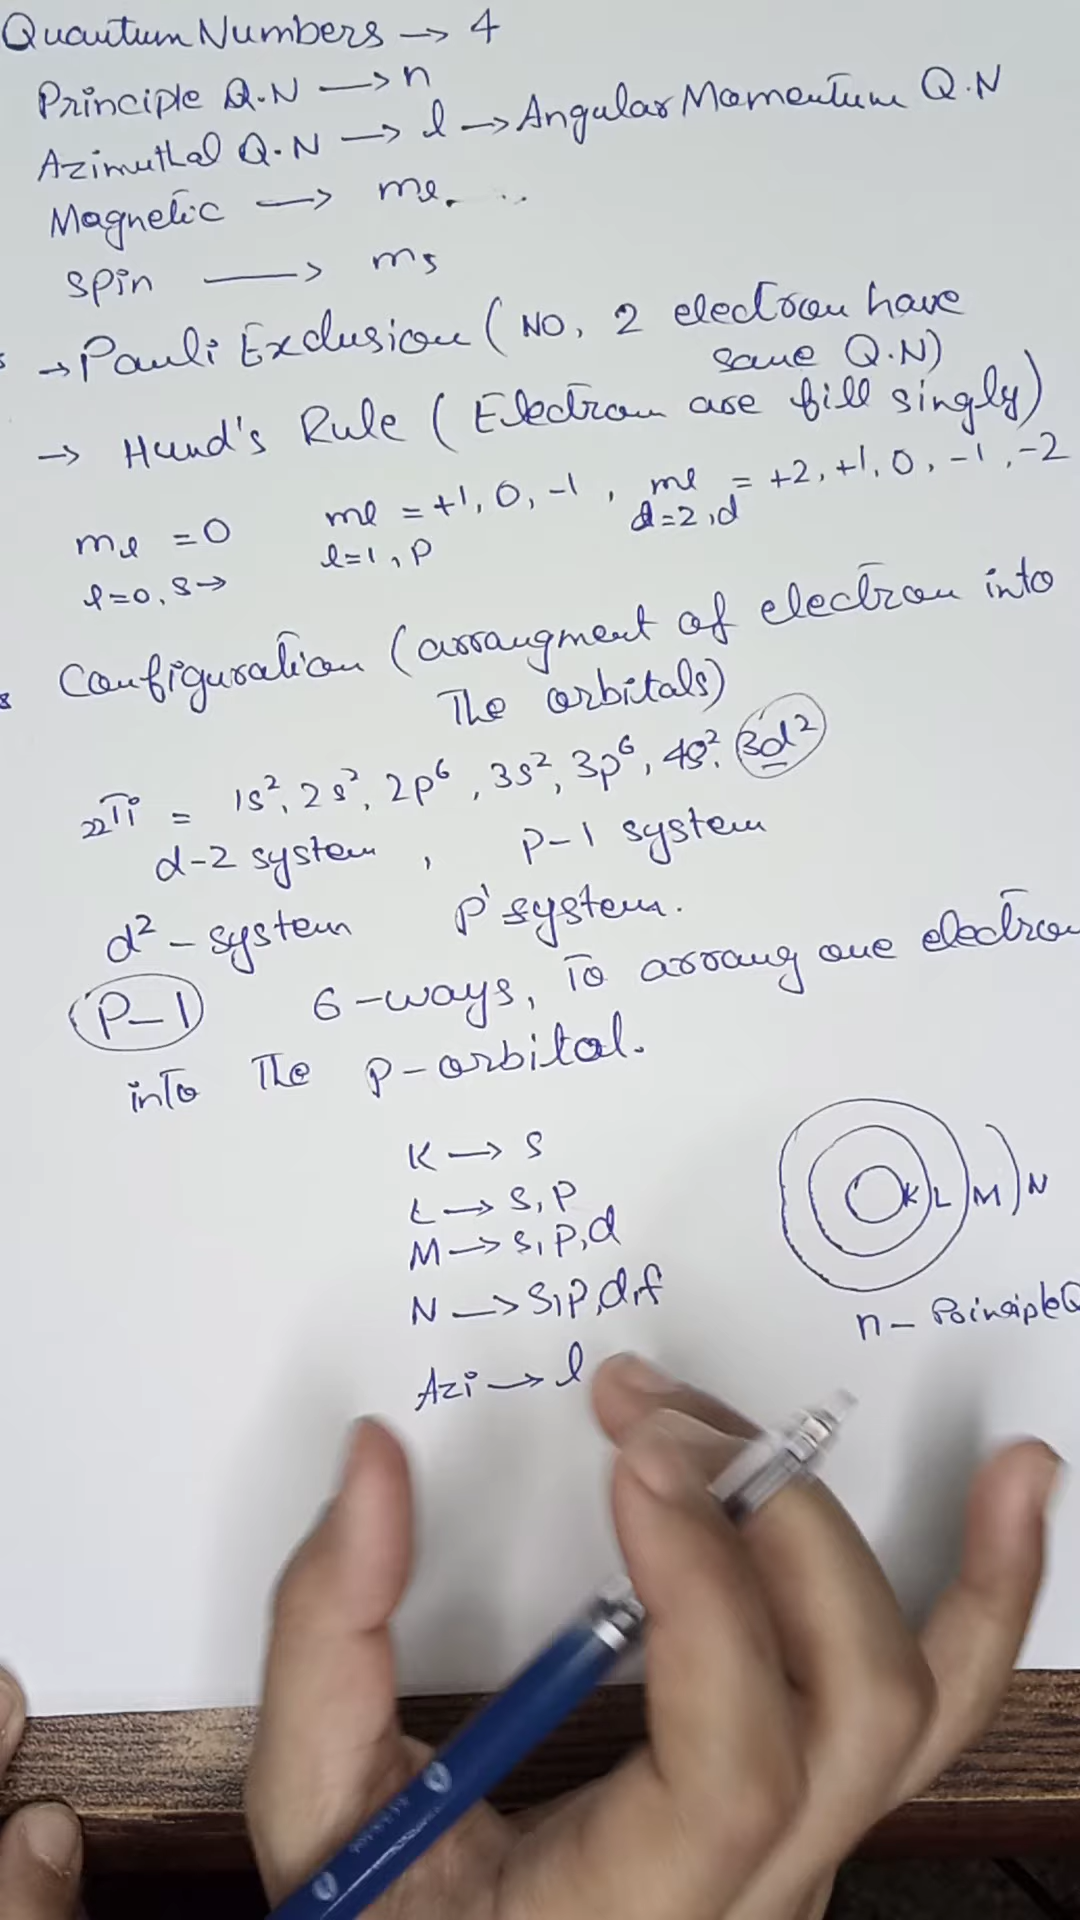 Quantum Numbers → 4
Principle Q.N → n
Azimuthal Q.N → l → Angular Momentum Q.N
Magnetic → ml
Spin → ms
→ Pauli Exclusion (NO, 2 electron have
same Q.N)
→ Hund's Rule (Electron are fill singly)
ml = 0 ml = +1, 0, -1, ml = +2, +1, 0, -1, -2
l=0, s→ l=1, p d=2, d
Configuration (arrangment of electron into
The orbitals)
22Ti = 1s², 2s², 2p⁶, 3s², 3p⁶, 4s², 3d²
d-2 system, P-1 system
d² - system p¹ system.
P-1 6-ways, To arrang one electron
into The p-orbital.
K → s
L → s, p
M → s, p, d
N → s, p, d, f
K L M N
n - Principle Q
Azi → l